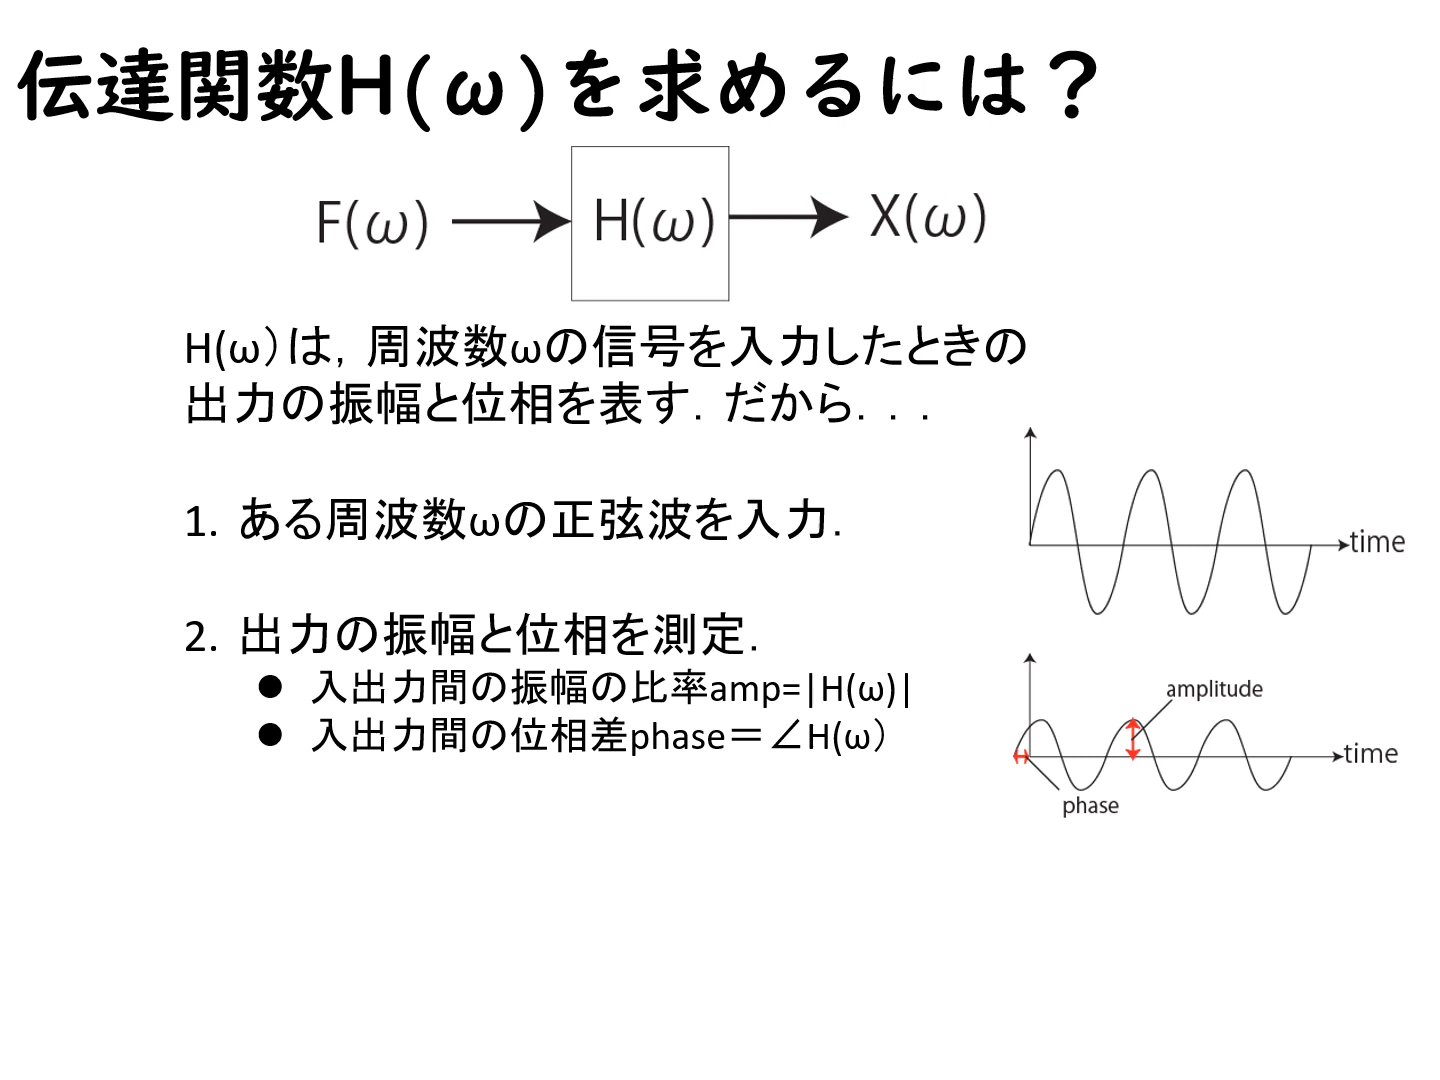 伝達関数H(ω)を求めるには？
F(ω)
H(ω)
X(ω)
H(ω）は，周波数ωの信号を入力したときの
出力の振幅と位相を表す．だから．．．
1. ある周波数ωの正弦波を入力．
time
2. 出力の振幅と位相を測定．
● 入出力間の振幅の比率amp=|H(ω)|
● 入出力間の位相差phase＝∠H(ω）
amplitude
time
phase